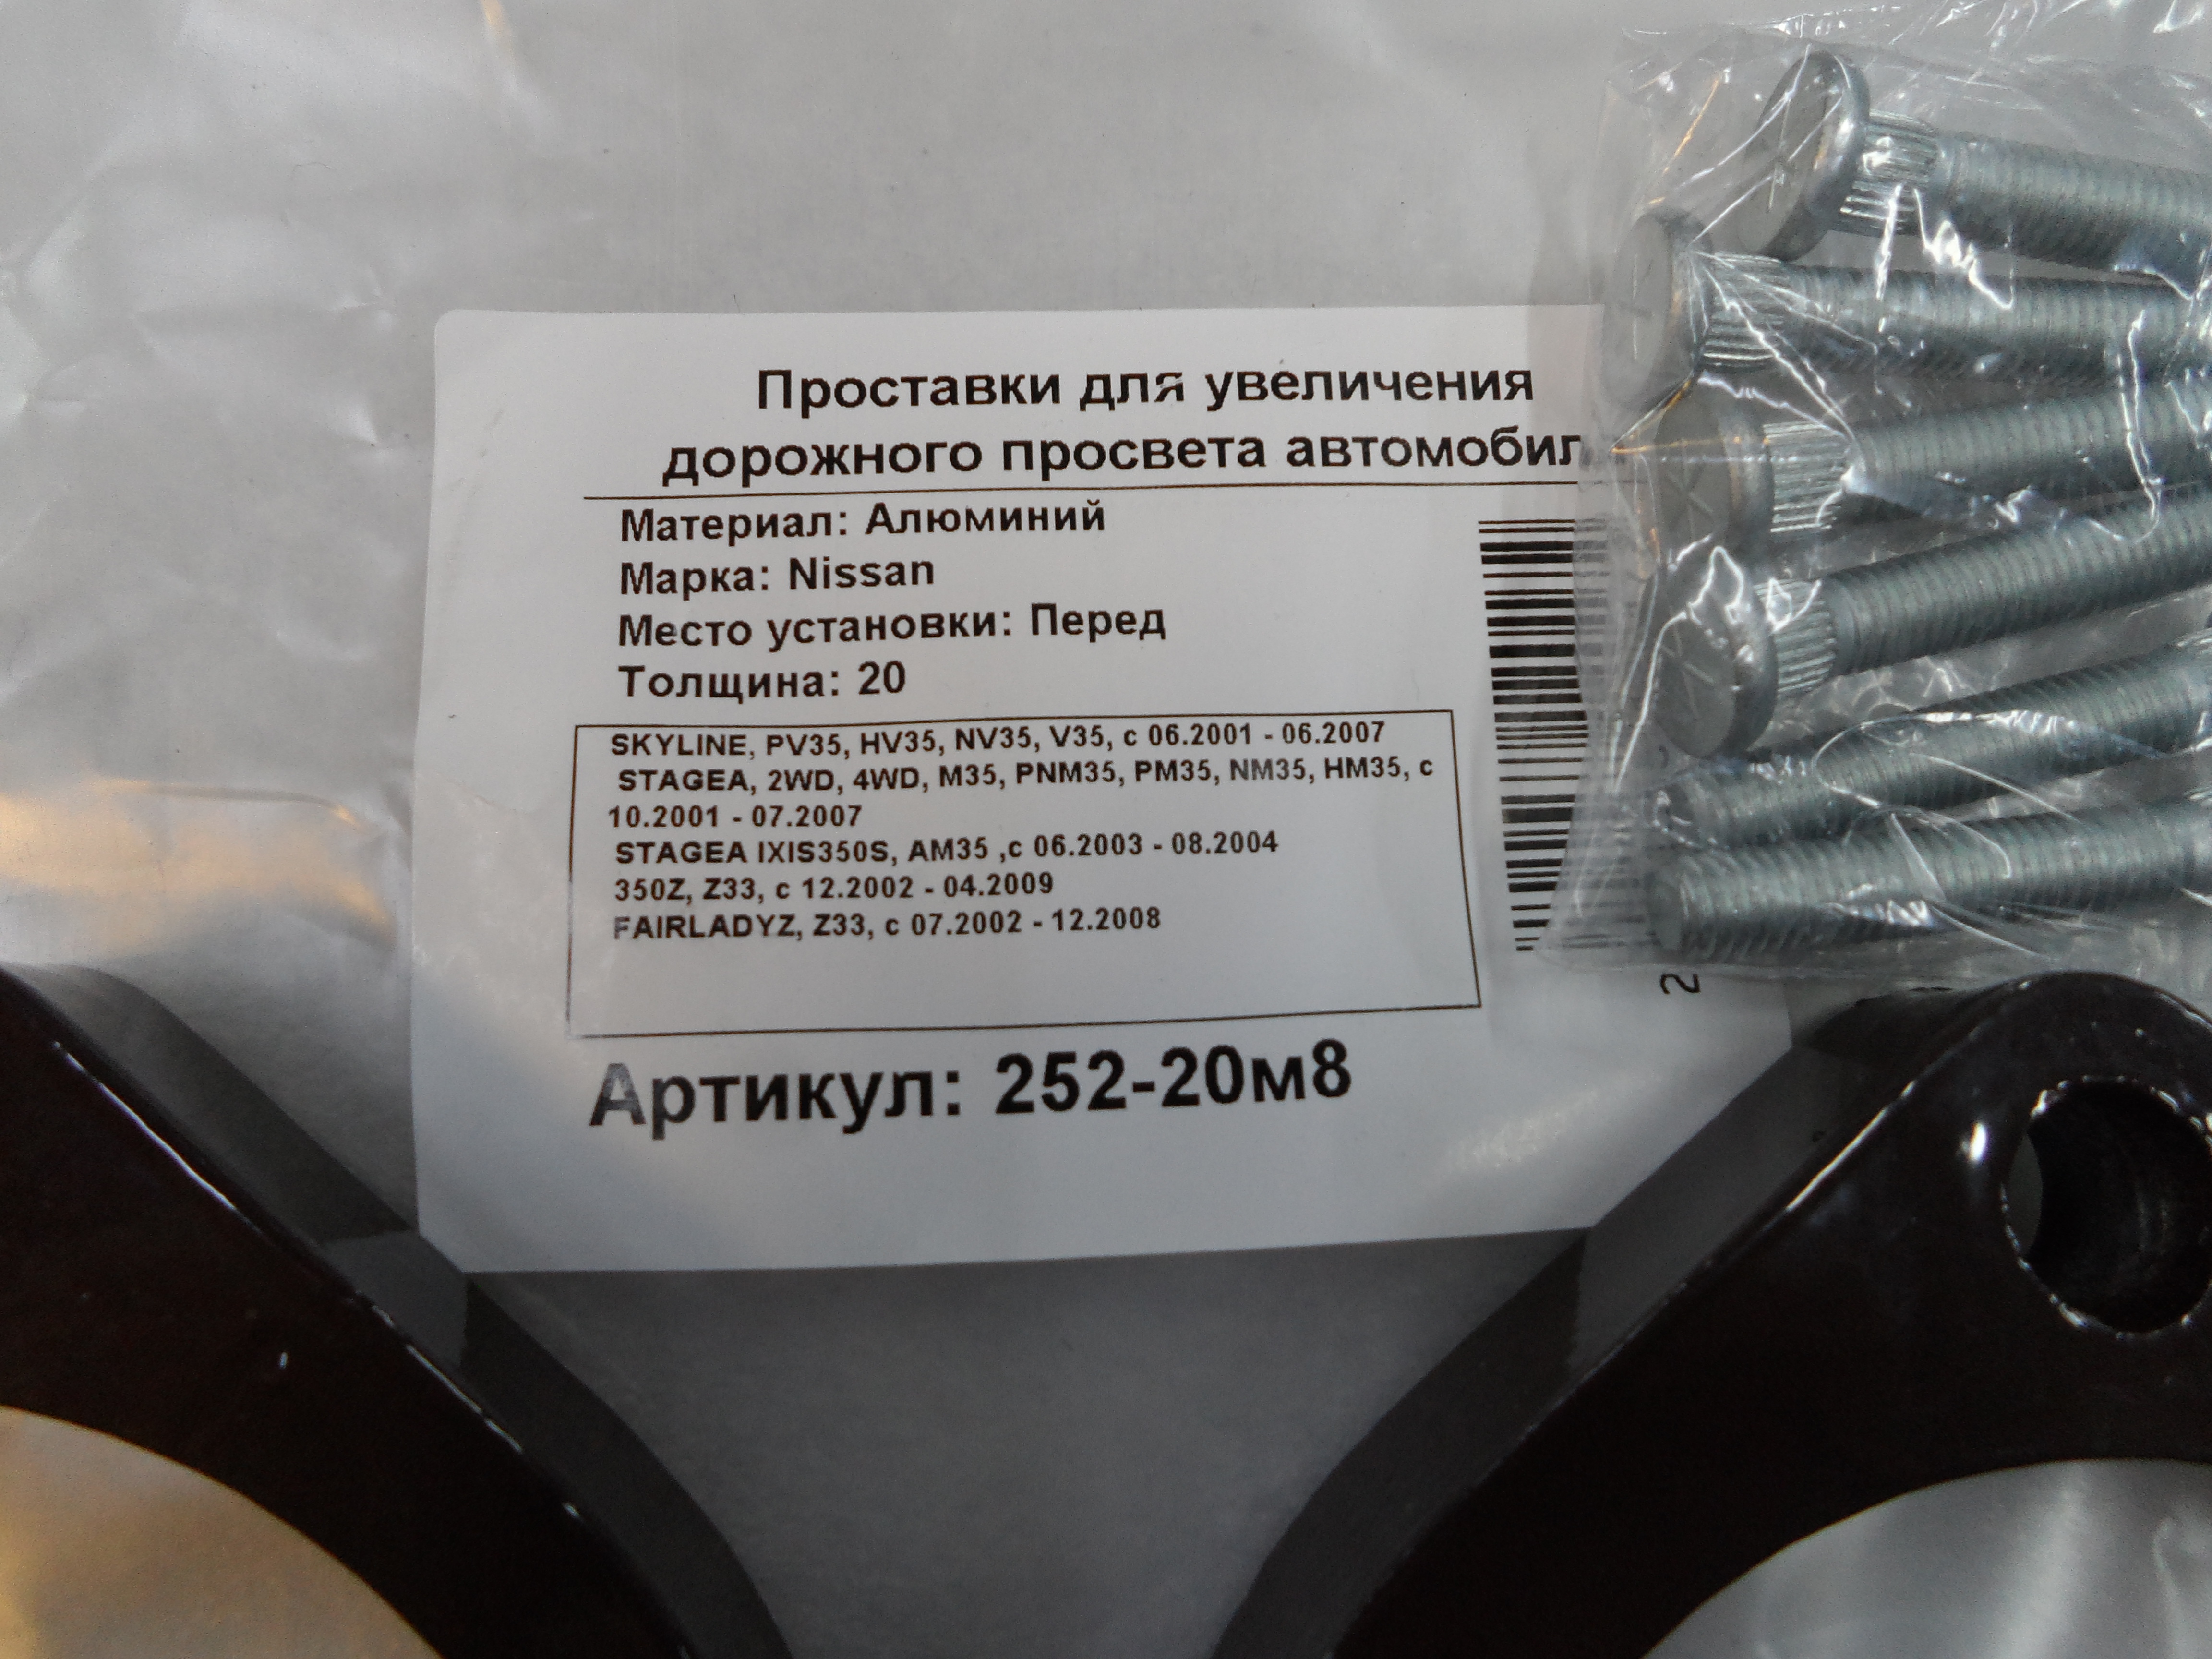 Проставки для увеличения
дорожного просвета
Материал: Алюминий
Марка: Nissan
Место установки: Перед
Толщина: 20
SKYLINE, PV35, HV35, NV35, V35, с 06.2001 - 06.2007
STAGEA, 2WD, 4WD, M35, PNM35, PM35, NM35, HM35, с
10.2001 - 07.2007
STAGEA IXIS350S, AM35 ,с 06.2003 - 08.2004
350Z, Z33, с 12.2002 - 04.2009
FAIRLADYZ, Z33, с 07.2002 - 12.2008
Артикул: 252-20м8
2